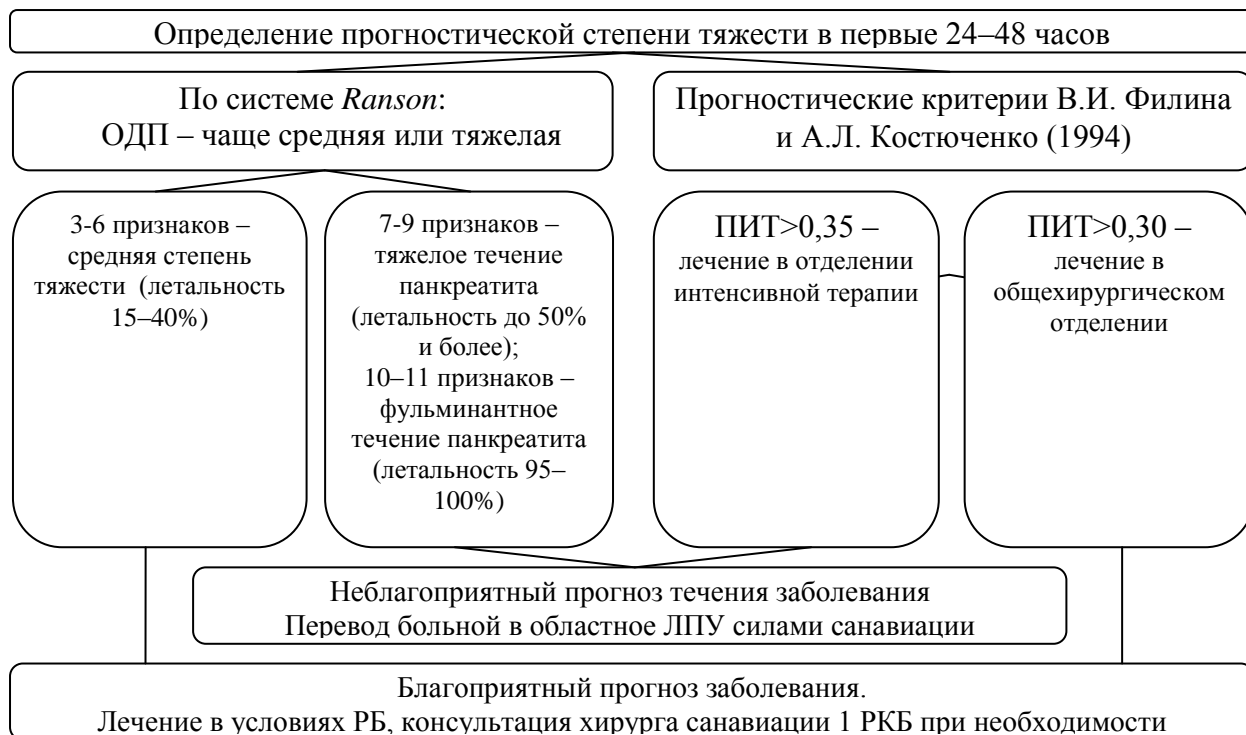 Определение прогностической степени тяжести в первые 24–48 часов
По системе Ranson:
ОДП – чаще средняя или тяжелая
Прогностические критерии В.И. Филина
и А.Л. Костюченко (1994)
3-6 признаков –
средняя степень
тяжести (летальность
15–40%)
7-9 признаков –
тяжелое течение
панкреатита
(летальность до 50%
и более);
10–11 признаков –
фульминантное
течение панкреатита
(летальность 95–
100%)
ПИТ>0,35 –
лечение в отделении
интенсивной терапии
ПИТ>0,30 –
лечение в
общехирургическом
отделении
Неблагоприятный прогноз течения заболевания
Перевод больной в областное ЛПУ силами санавиации
Благоприятный прогноз заболевания.
Лечение в условиях РБ, консультация хирурга санавиации 1 РКБ при необходимости